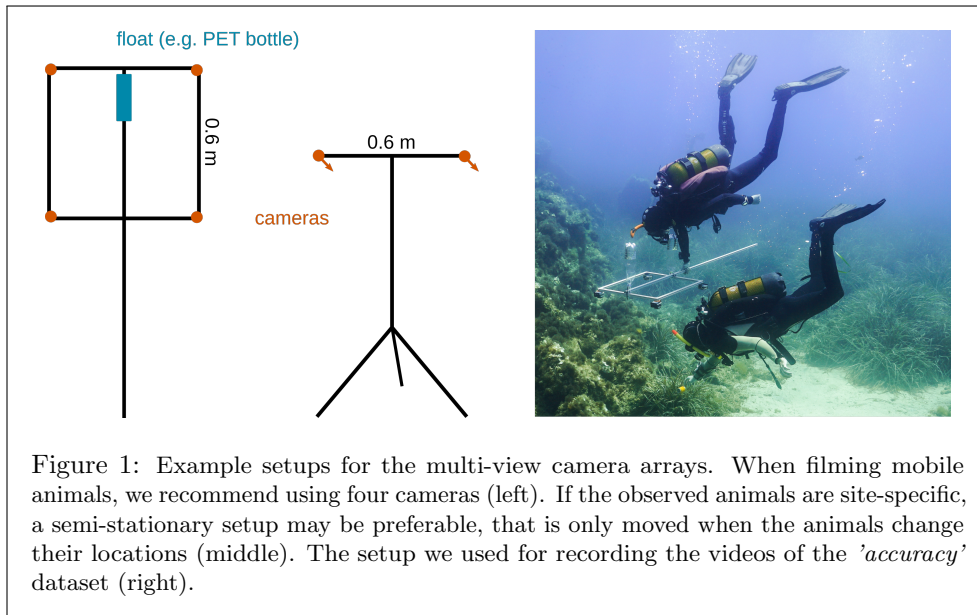 float (e.g. PET bottle)
0.6 m
0.6 m
cameras
Figure 1: Example setups for the multi-view camera arrays. When filming mobile
animals, we recommend using four cameras (left). If the observed animals are site-specific,
a semi-stationary setup may be preferable, that is only moved when the animals change
their locations (middle). The setup we used for recording the videos of the 'accuracy'
dataset (right).